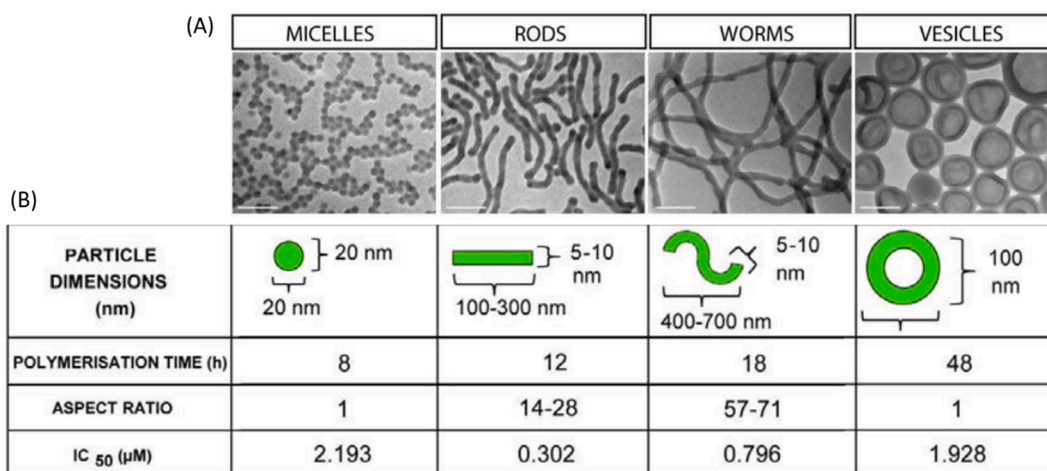 (A)
MICELLES RODS WORMS VESICLES
(B)
PARTICLE
DIMENSIONS
(nm)
20 nm
20 nm
5-10
nm
100-300 nm
5-10
nm
400-700 nm
100
nm
POLYMERISATION TIME (h) 8 12 18 48
ASPECT RATIO 1 14-28 57-71 1
IC 50 (µM) 2.193 0.302 0.796 1.928